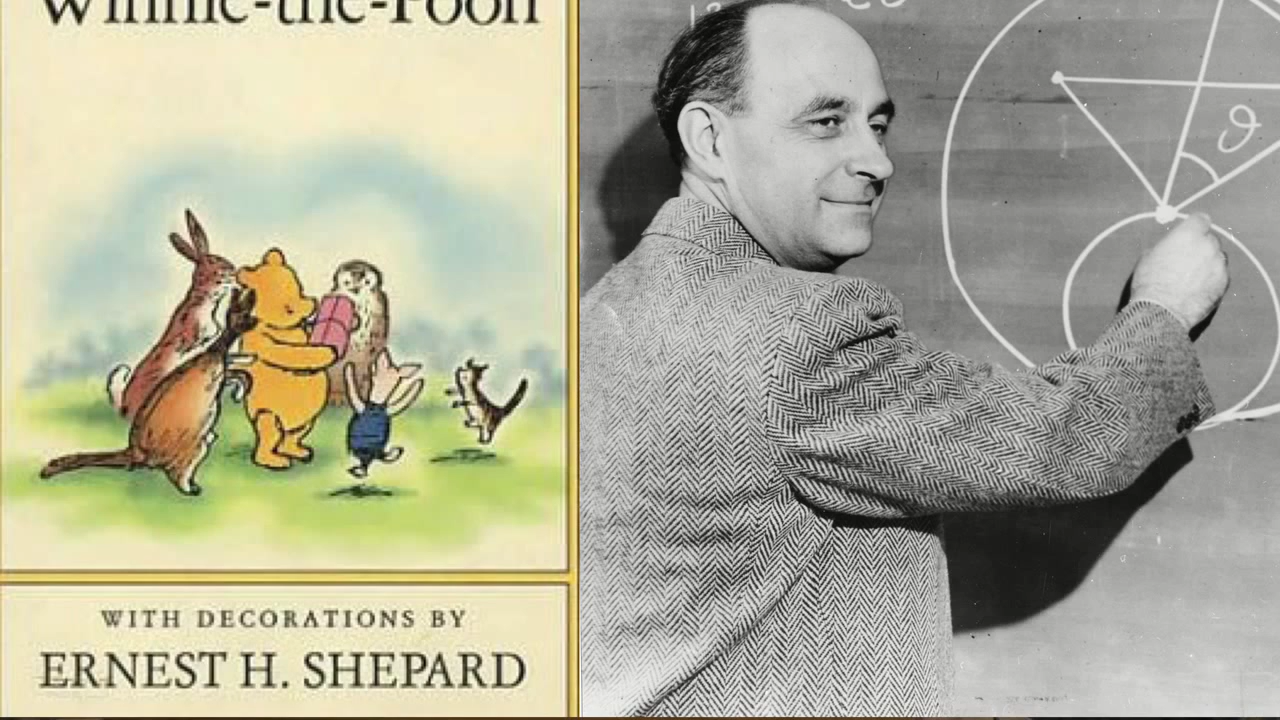 Winnie-the-Pooh
WITH DECORATIONS BY
ERNEST H. SHEPARD
ϑ